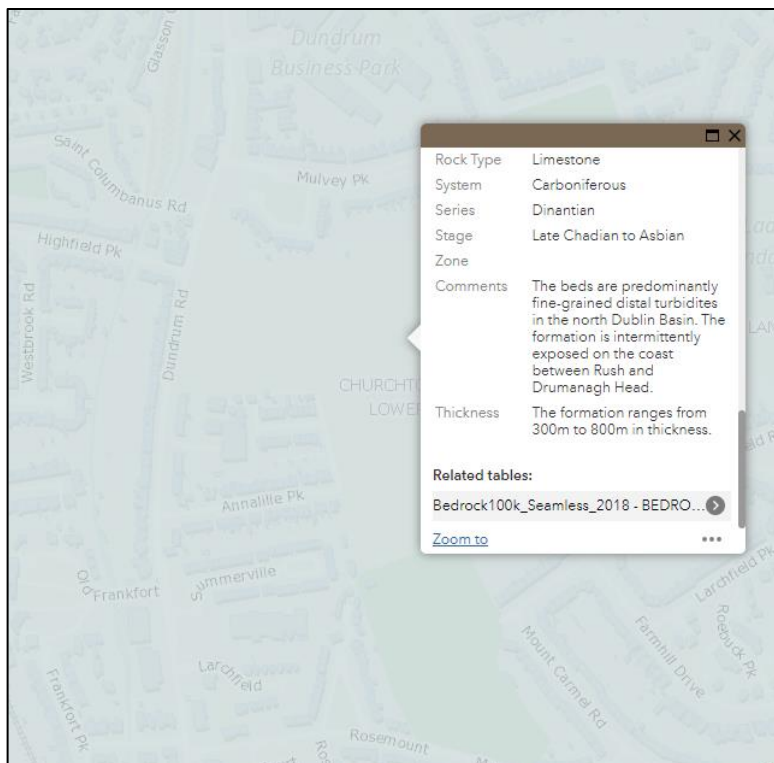 Glasson
Dundrum
Business Park
Saint Columbanus Rd
Mulvey Pk
Highfield Pk
Westbrook Rd
Dundrum Rd
CHURCHT
LOWER
Annalille Pk
Summerville
Old Frankfort
Larchfield
Frankfort Pk
Rosemount
Mount Carmel Rd
Farmhill Drive
Roebuck Pk
Larchfield Pk
Rock Type Limestone
System Carboniferous
Series Dinantian
Stage Late Chadian to Asbian
Zone
Comments The beds are predominantly
fine-grained distal turbidites
in the north Dublin Basin. The
formation is intermittently
exposed on the coast
between Rush and
Drumanagh Head.
Thickness The formation ranges from
300m to 800m in thickness.
Related tables:
Bedrock100k_Seamless_2018 - BEDRO...
Zoom to